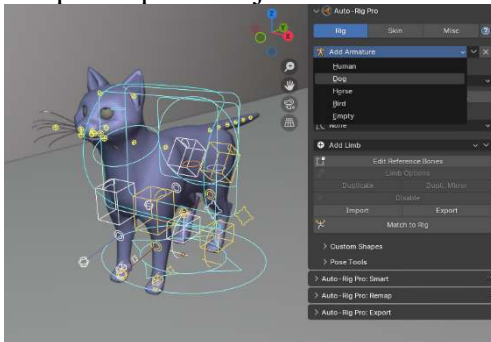 Auto-Rig Pro
Rig Skin Misc
Add Armature
Human
Dog
Horse
Bird
Empty
None
Add Limb
Edit Reference Bones
Limb Options
Duplicate Dupli. Mirror
Disable
Import Export
Match to Rig
Custom Shapes
Pose Tools
Auto-Rig Pro: Smart
Auto-Rig Pro: Remap
Auto-Rig Pro: Export